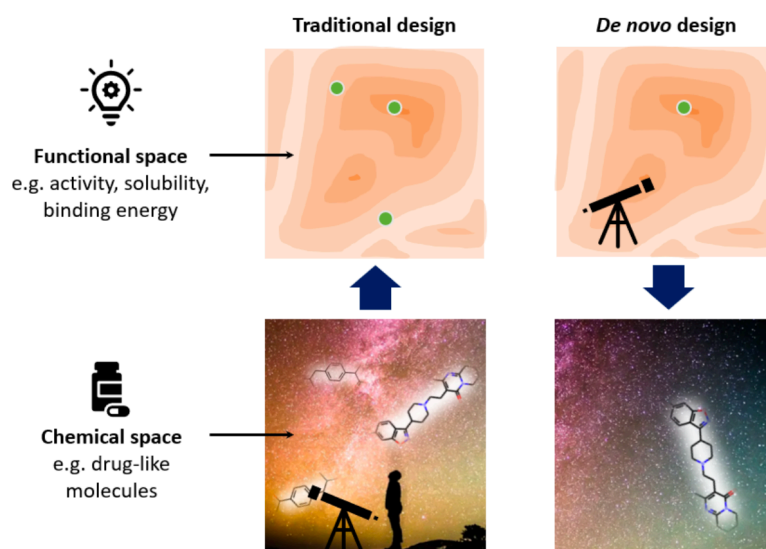 Traditional design
De novo design
Functional space
e.g. activity, solubility,
binding energy
Chemical space
e.g. drug-like
molecules